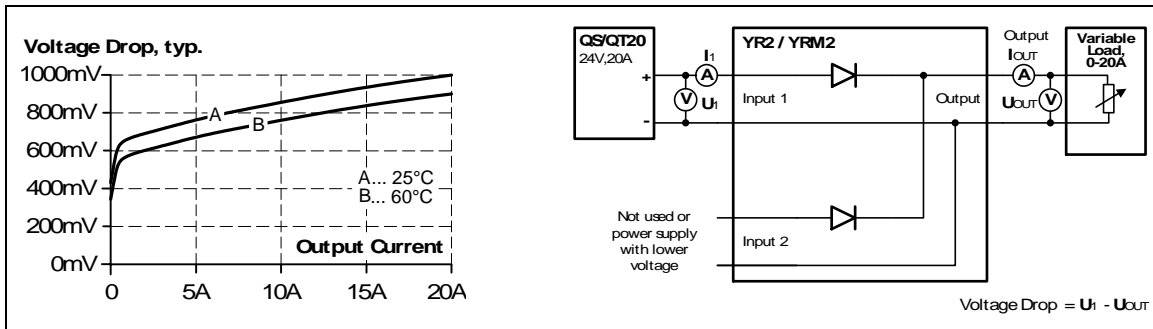 Voltage Drop, typ.
1000mV
800mV
600mV
400mV
200mV
0mV
A
B
A... 25°C
B... 60°C
Output Current
0
5A
10A
15A
20A
QS/QT20
24V,20A
+
-
I1
A
V
U1
YR2 / YRM2
Input 1
Output
Output
IOUT
A
UOUT
V
Variable
Load,
0-20A
Not used or
power supply
with lower
voltage
Input 2
Voltage Drop = U1 - UOUT